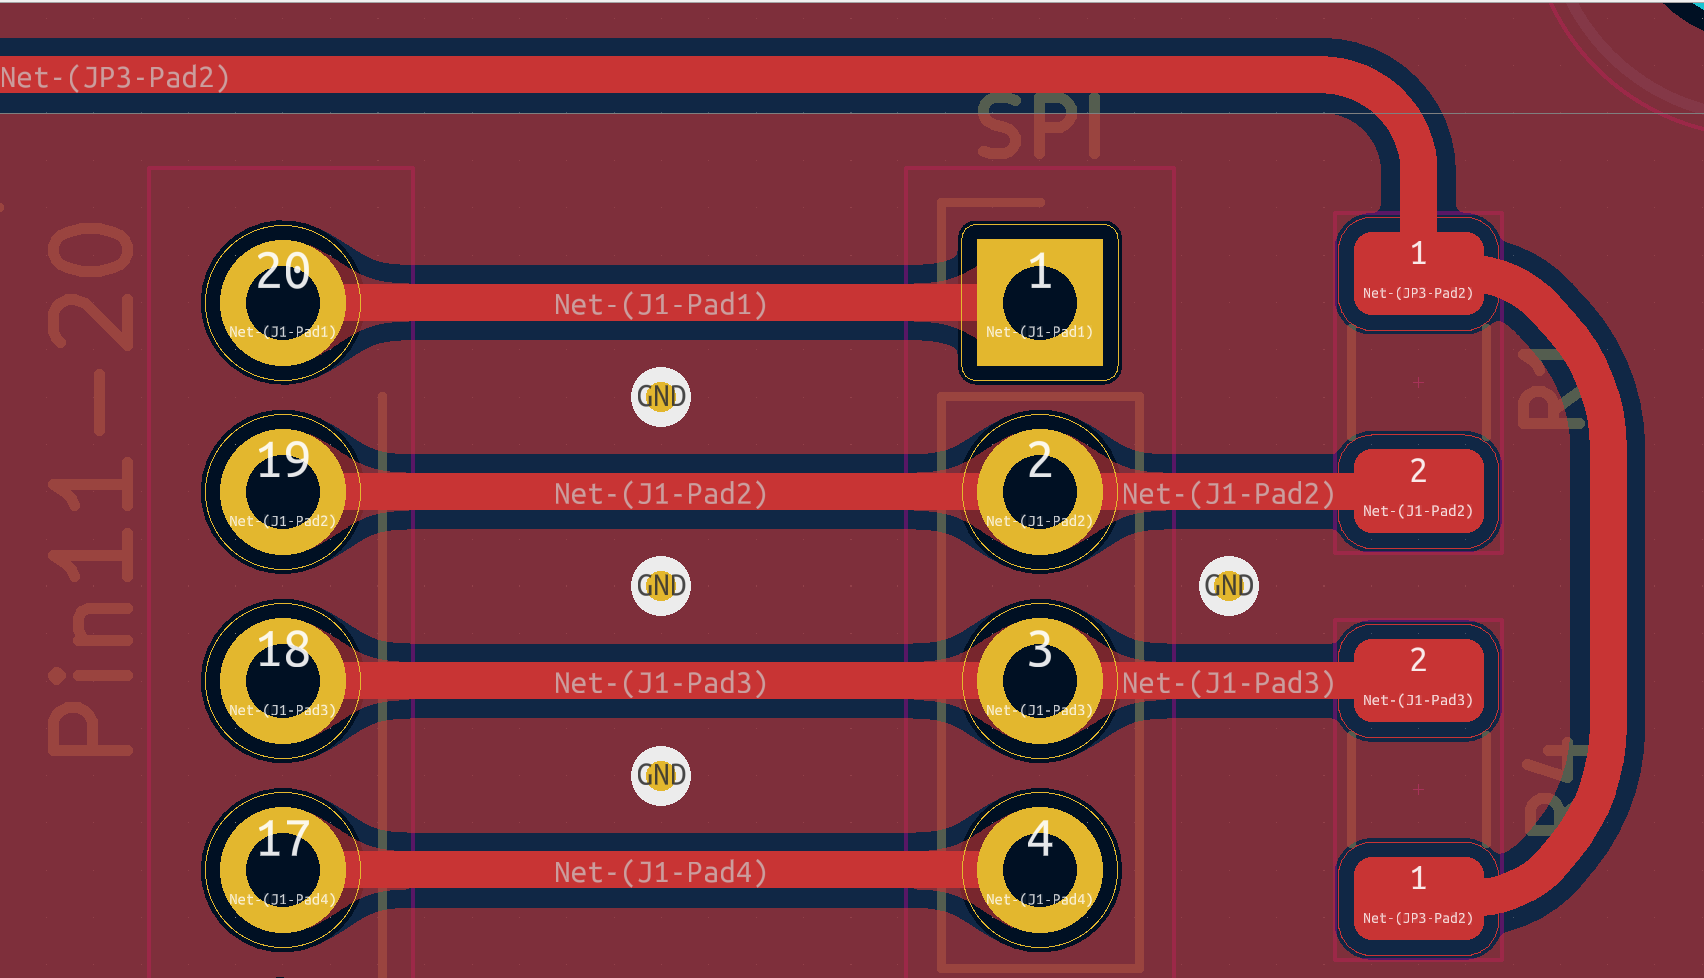 Net-(JP3-Pad2)
SPI
Pin11-20
20
Net-(J1-Pad1)
Net-(J1-Pad1)
1
Net-(J1-Pad1)
1
Net-(JP3-Pad2)
R1
GND
19
Net-(J1-Pad2)
Net-(J1-Pad2)
2
Net-(J1-Pad2)
Net-(J1-Pad2)
2
Net-(J1-Pad2)
GND
GND
18
Net-(J1-Pad3)
Net-(J1-Pad3)
3
Net-(J1-Pad3)
Net-(J1-Pad3)
2
Net-(J1-Pad3)
GND
R4
17
Net-(J1-Pad4)
Net-(J1-Pad4)
4
Net-(J1-Pad4)
1
Net-(JP3-Pad2)